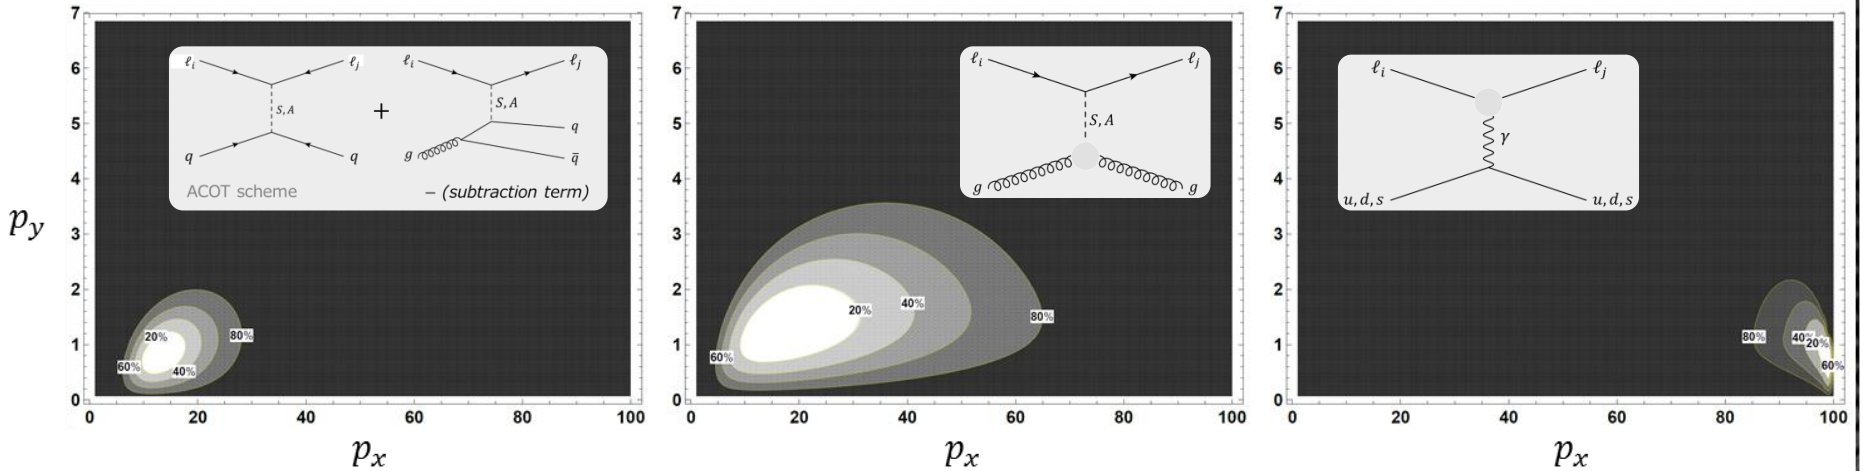 7
6
5
4
3
2
1
0
0 20 40 60 80 100
p_y
p_x
ℓ_i
ℓ_j
S, A
q
q
+
ℓ_i
ℓ_j
S, A
q
g
q̄
ACOT scheme
− (subtraction term)
20%
80%
60%
40%
7
6
5
4
3
2
1
0
0 20 40 60 80 100
p_x
ℓ_i
ℓ_j
S, A
g
g
20%
40%
80%
60%
7
6
5
4
3
2
1
0
0 20 40 60 80 100
p_x
ℓ_i
ℓ_j
γ
u, d, s
u, d, s
80%
40%
20%
60%